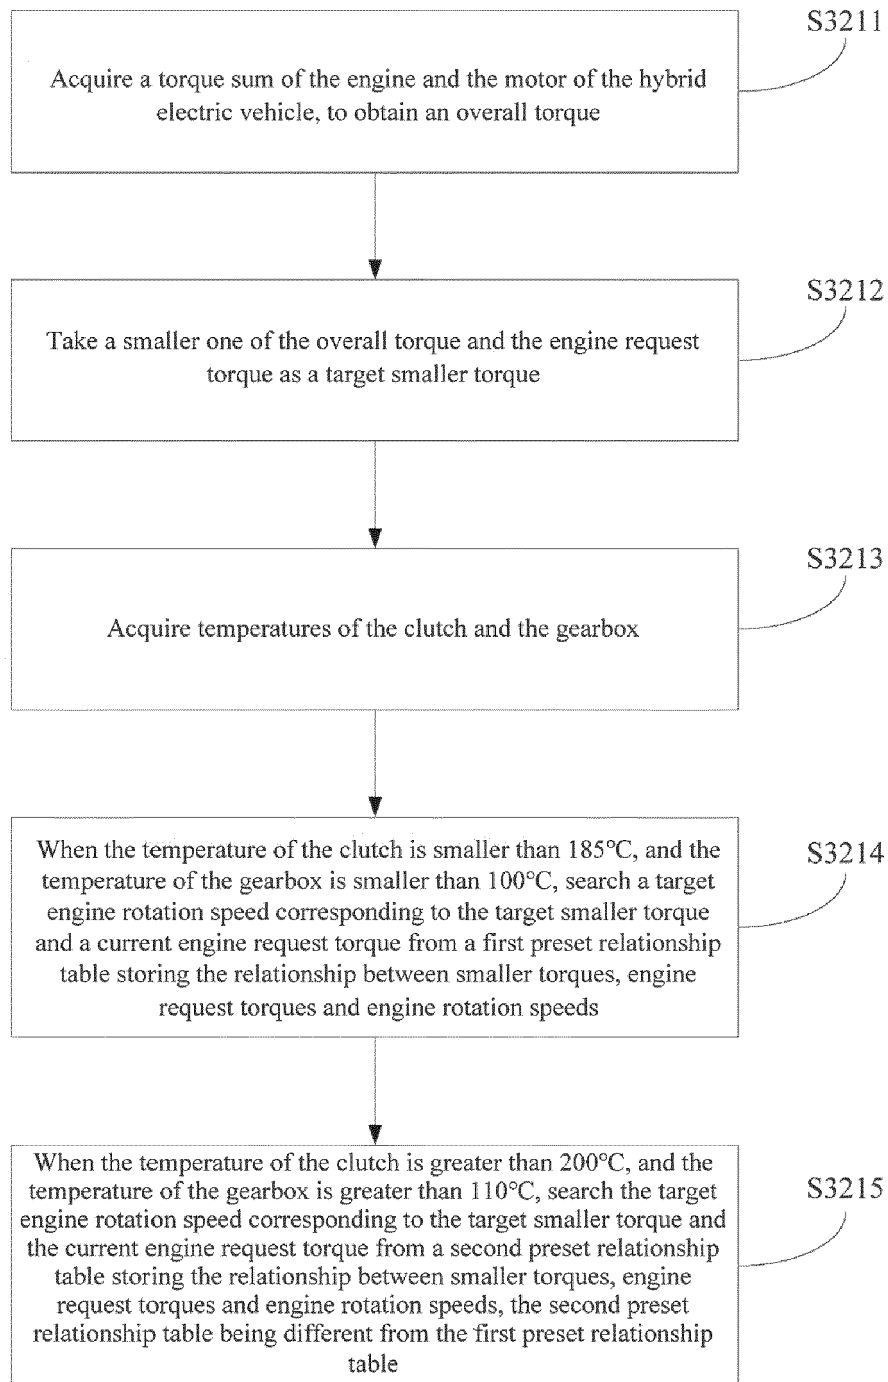 S3211
Acquire a torque sum of the engine and the motor of the hybrid
electric vehicle, to obtain an overall torque
S3212
Take a smaller one of the overall torque and the engine request
torque as a target smaller torque
S3213
Acquire temperatures of the clutch and the gearbox
S3214
When the temperature of the clutch is smaller than 185°C, and the
temperature of the gearbox is smaller than 100°C, search a target
engine rotation speed corresponding to the target smaller torque
and a current engine request torque from a first preset relationship
table storing the relationship between smaller torques, engine
request torques and engine rotation speeds
S3215
When the temperature of the clutch is greater than 200°C, and the
temperature of the gearbox is greater than 110°C, search the target
engine rotation speed corresponding to the target smaller torque and
the current engine request torque from a second preset relationship
table storing the relationship between smaller torques, engine
request torques and engine rotation speeds, the second preset
relationship table being different from the first preset relationship
table